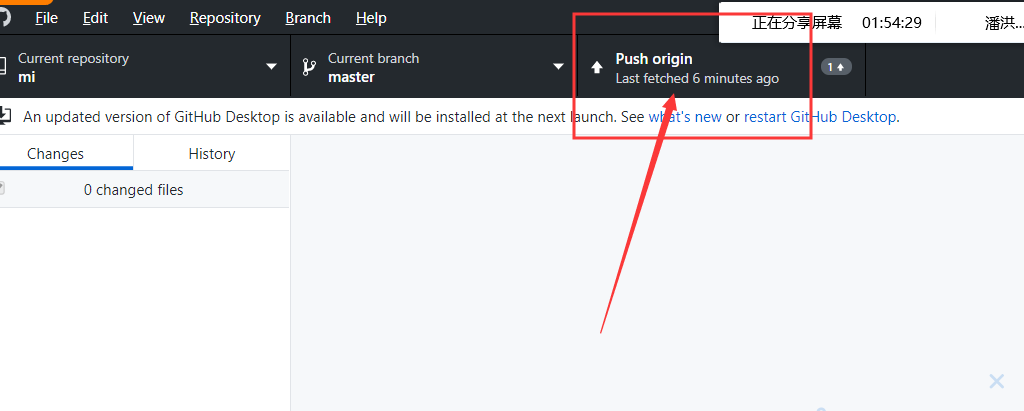 File Edit View Repository Branch Help
正在分享屏幕 01:54:29 潘洪...
Current repository
mi
Current branch
master
Push origin
Last fetched 6 minutes ago
1
An updated version of GitHub Desktop is available and will be installed at the next launch. See what's new or restart GitHub Desktop.
Changes History
0 changed files